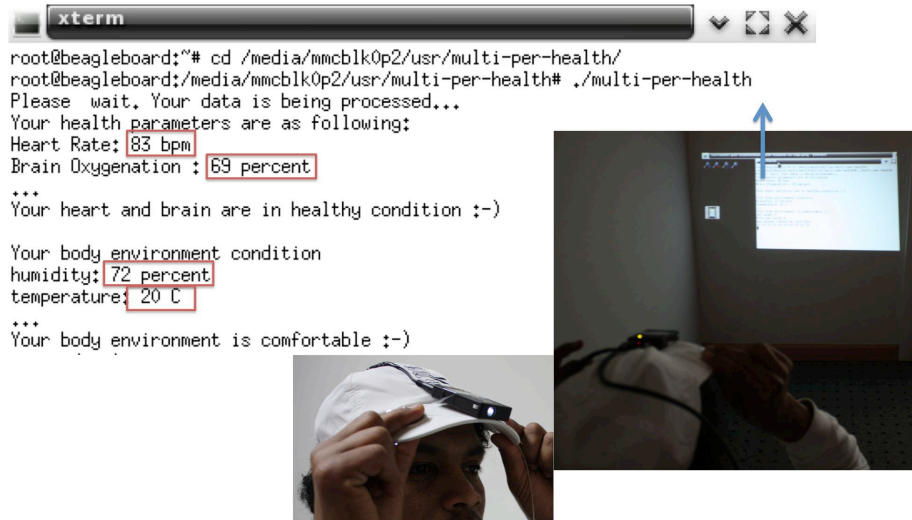 xterm
root@beagleboard:~# cd /media/mmcblk0p2/usr/multi-per-health/
root@beagleboard:/media/mmcblk0p2/usr/multi-per-health# ./multi-per-health
Please wait. Your data is being processed...
Your health parameters are as following:
Heart Rate: 83 bpm
Brain Oxygenation : 69 percent
...
Your heart and brain are in healthy condition :-)
Your body environment condition
humidity: 72 percent
temperature: 20 C
...
Your body environment is comfortable :-)